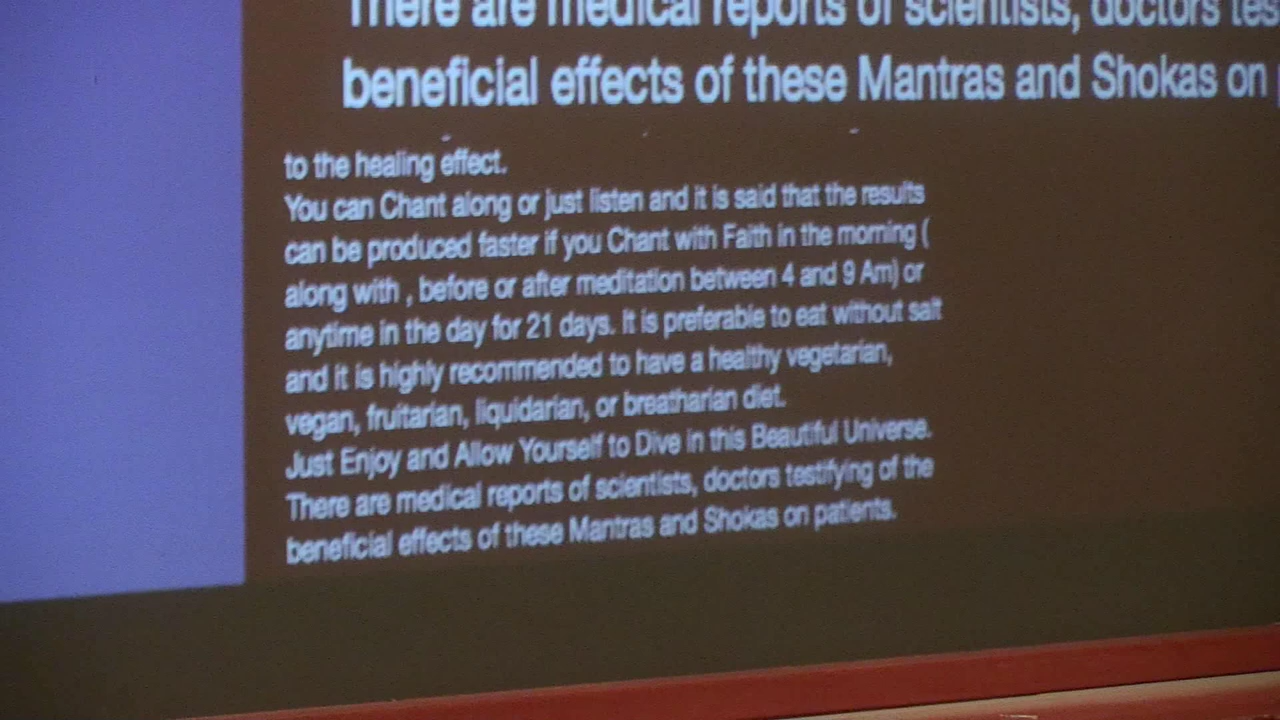 There are medical reports of scientists, doctors tes
beneficial effects of these Mantras and Shokas on
to the healing effect.
You can Chant along or just listen and it is said that the results
can be produced faster if you Chant with Faith in the morning (
along with , before or after meditation between 4 and 9 Am) or
anytime in the day for 21 days. It is preferable to eat without salt
and it is highly recommended to have a healthy vegetarian,
vegan, fruitarian, liquidarian, or breatharian diet.
Just Enjoy and Allow Yourself to Dive in this Beautiful Universe.
There are medical reports of scientists, doctors testifying of the
beneficial effects of these Mantras and Shokas on patients.